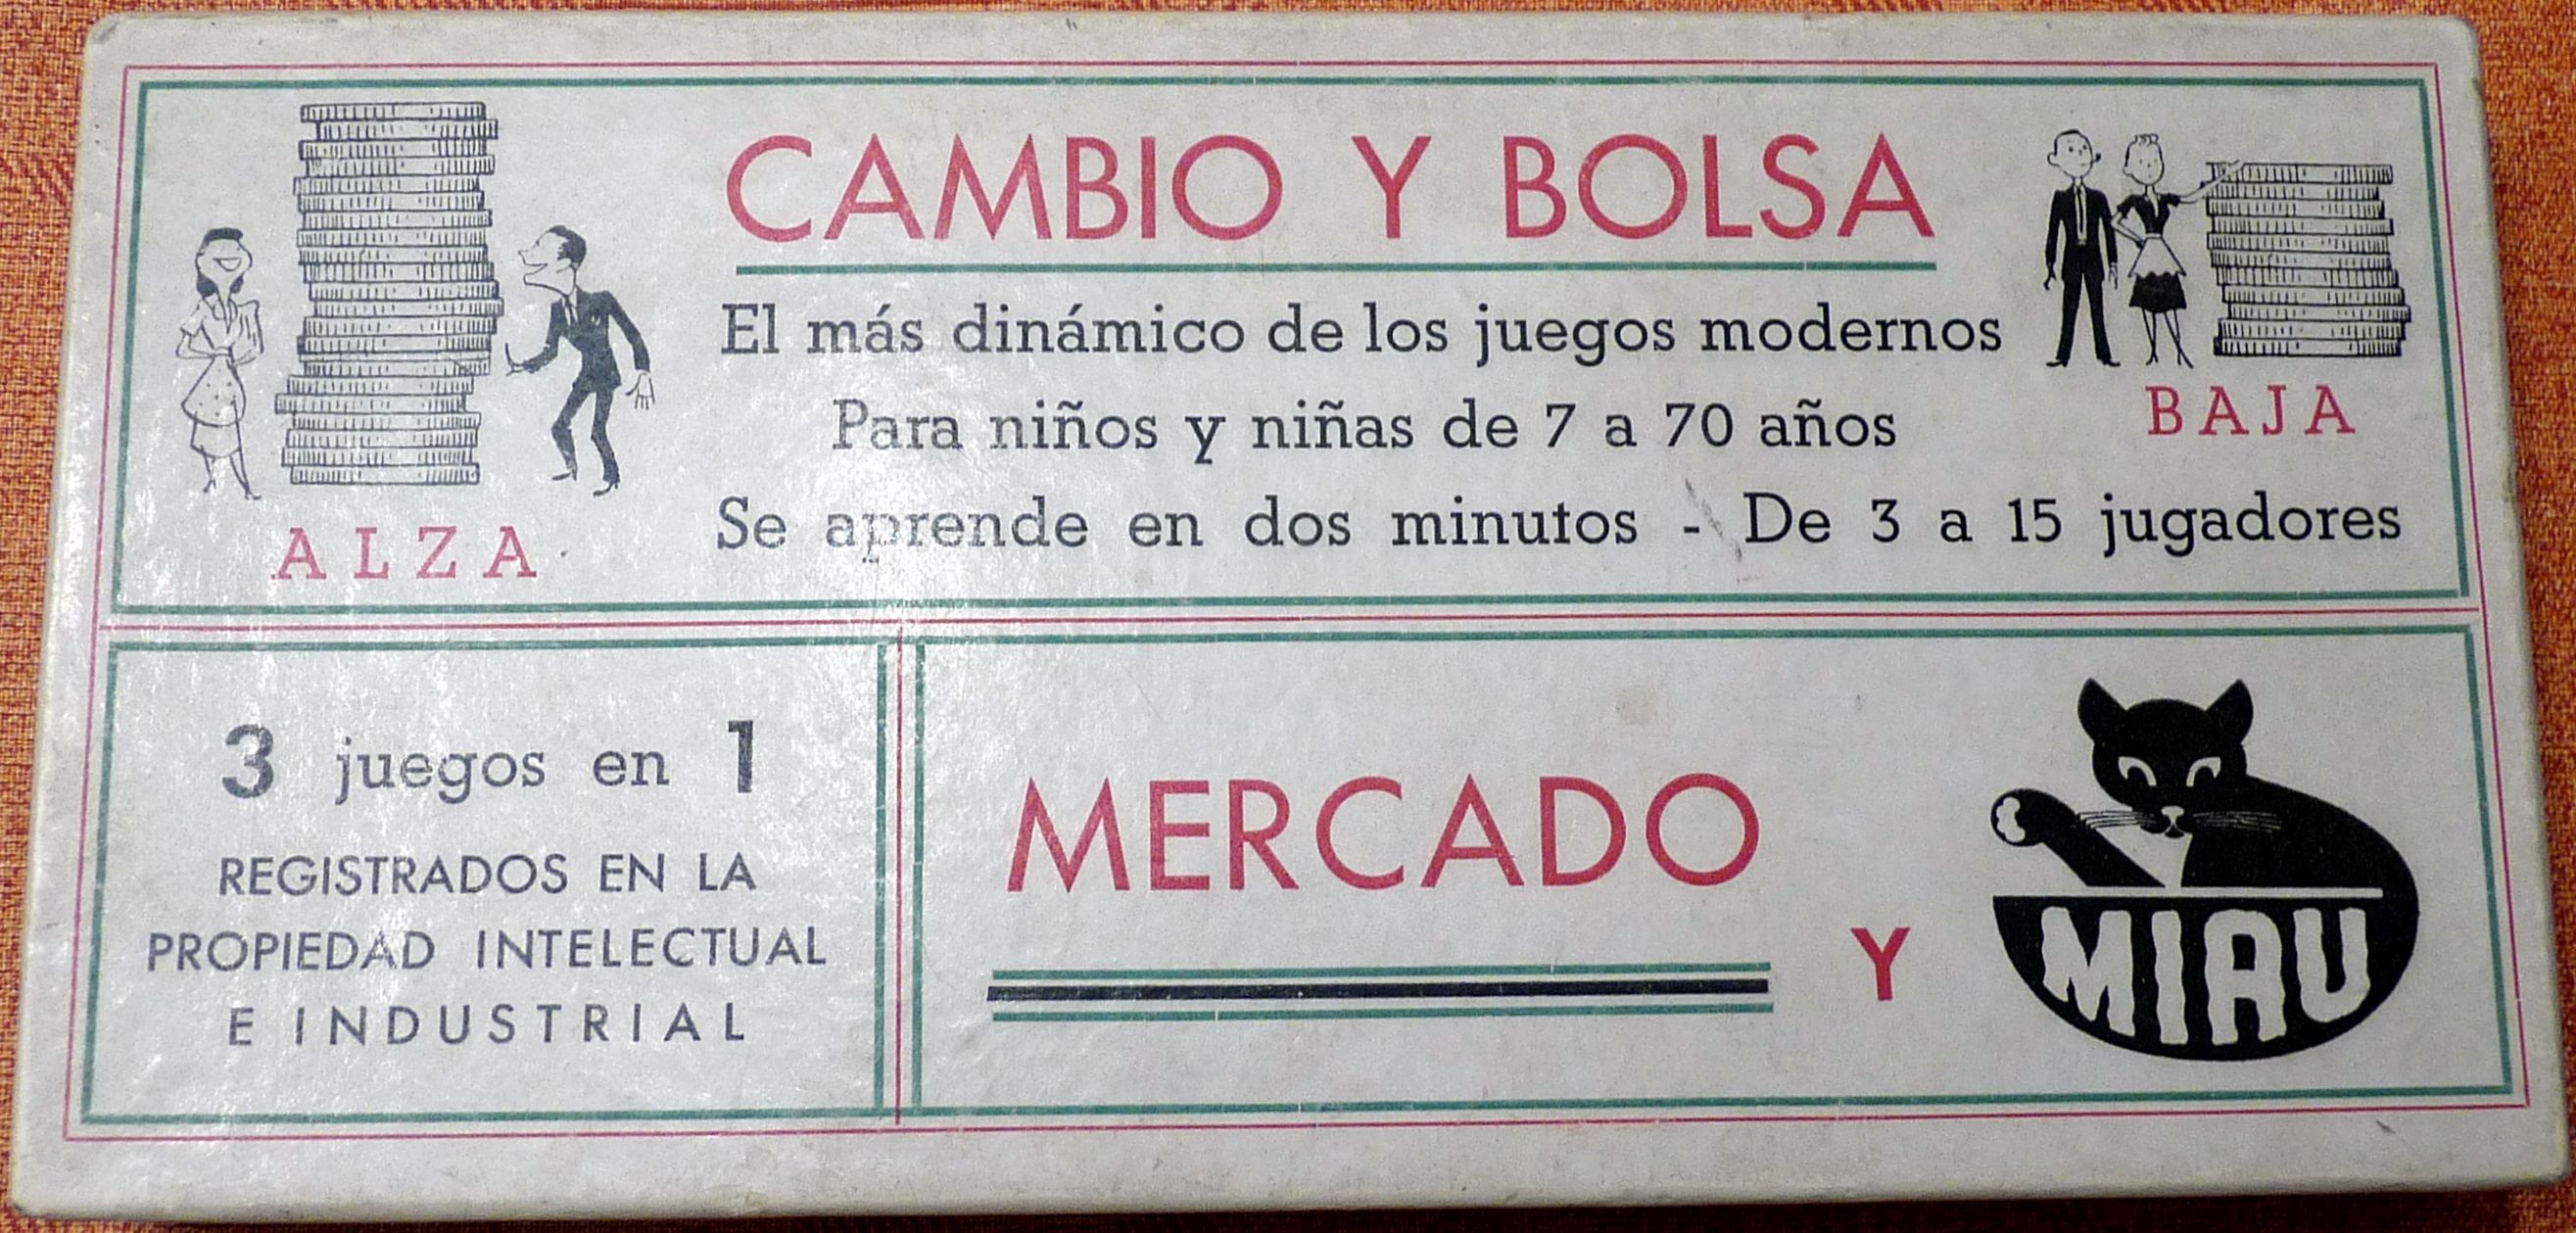 CAMBIO Y BOLSA
El más dinámico de los juegos modernos
Para niños y niñas de 7 a 70 años
Se aprende en dos minutos - De 3 a 15 jugadores
ALZA
BAJA
3 juegos en 1
REGISTRADOS EN LA
PROPIEDAD INTELECTUAL
E INDUSTRIAL
MERCADO
Y
MIAU